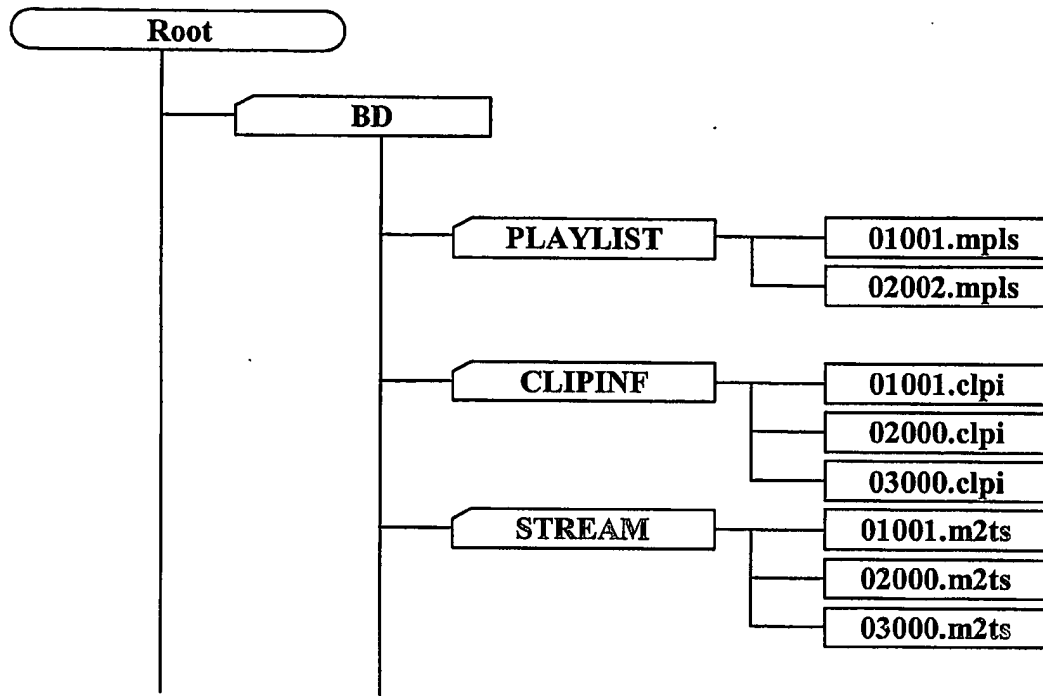 Root
BD
PLAYLIST
01001.mpls
02002.mpls
CLIPINF
01001.clpi
02000.clpi
03000.clpi
STREAM
01001.m2ts
02000.m2ts
03000.m2ts